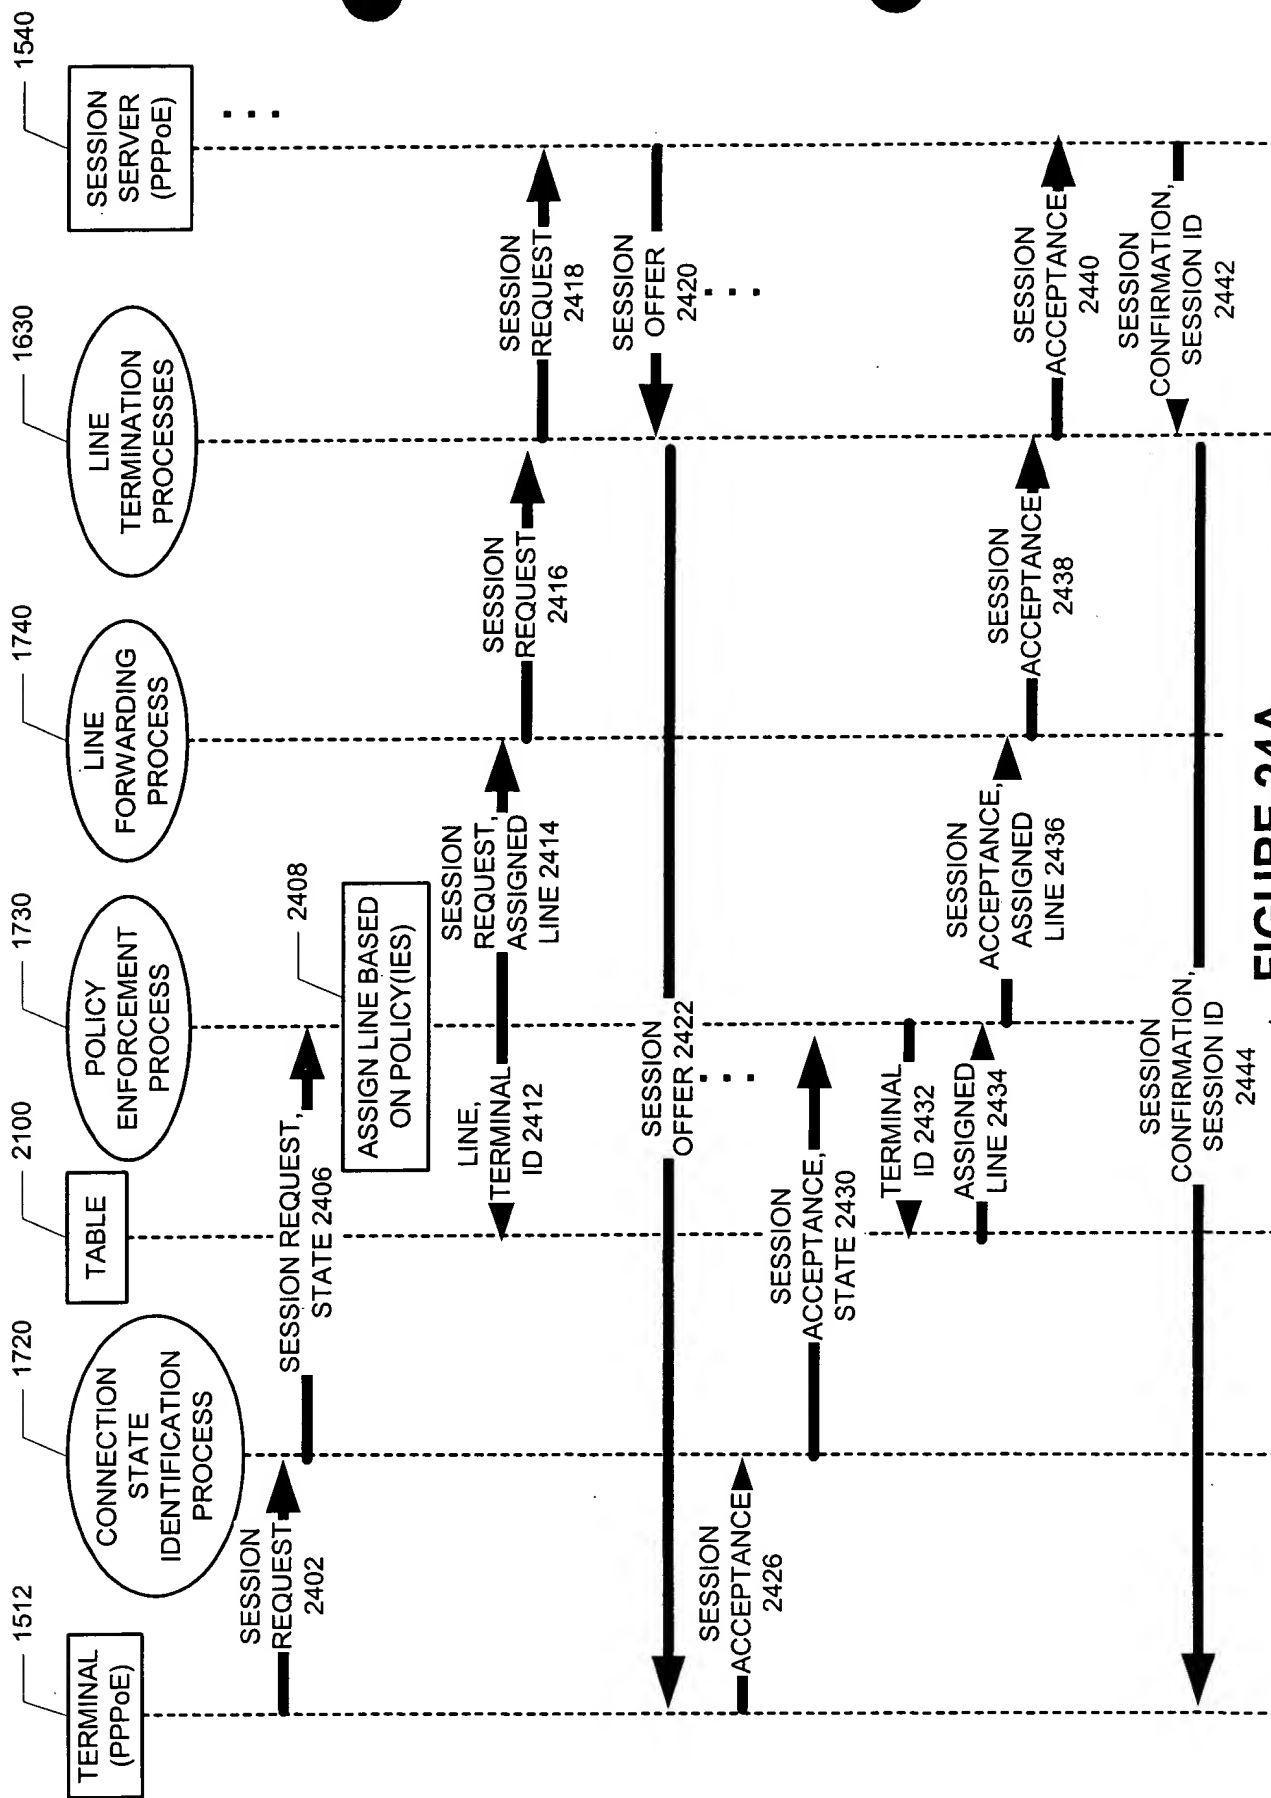 1512
TERMINAL
(PPPoE)
1720
CONNECTION
STATE
IDENTIFICATION
PROCESS
2100
TABLE
1730
POLICY
ENFORCEMENT
PROCESS
1740
LINE
FORWARDING
PROCESS
1630
LINE
TERMINATION
PROCESSES
1540
SESSION
SERVER
(PPPoE)
SESSION
REQUEST
2402
SESSION REQUEST,
STATE 2406
2408
ASSIGN LINE BASED
ON POLICY(IES)
LINE,
TERMINAL
ID 2412
SESSION
REQUEST,
ASSIGNED
LINE 2414
SESSION
REQUEST
2416
SESSION
REQUEST
2418
SESSION
OFFER
2420
SESSION
OFFER 2422
SESSION
ACCEPTANCE
2426
SESSION
ACCEPTANCE,
STATE 2430
TERMINAL
ID 2432
ASSIGNED
LINE 2434
SESSION
ACCEPTANCE,
ASSIGNED
LINE 2436
SESSION
ACCEPTANCE
2438
SESSION
ACCEPTANCE
2440
SESSION
CONFIRMATION,
SESSION ID
2442
SESSION
CONFIRMATION,
SESSION ID
2444
FIGURE 24A